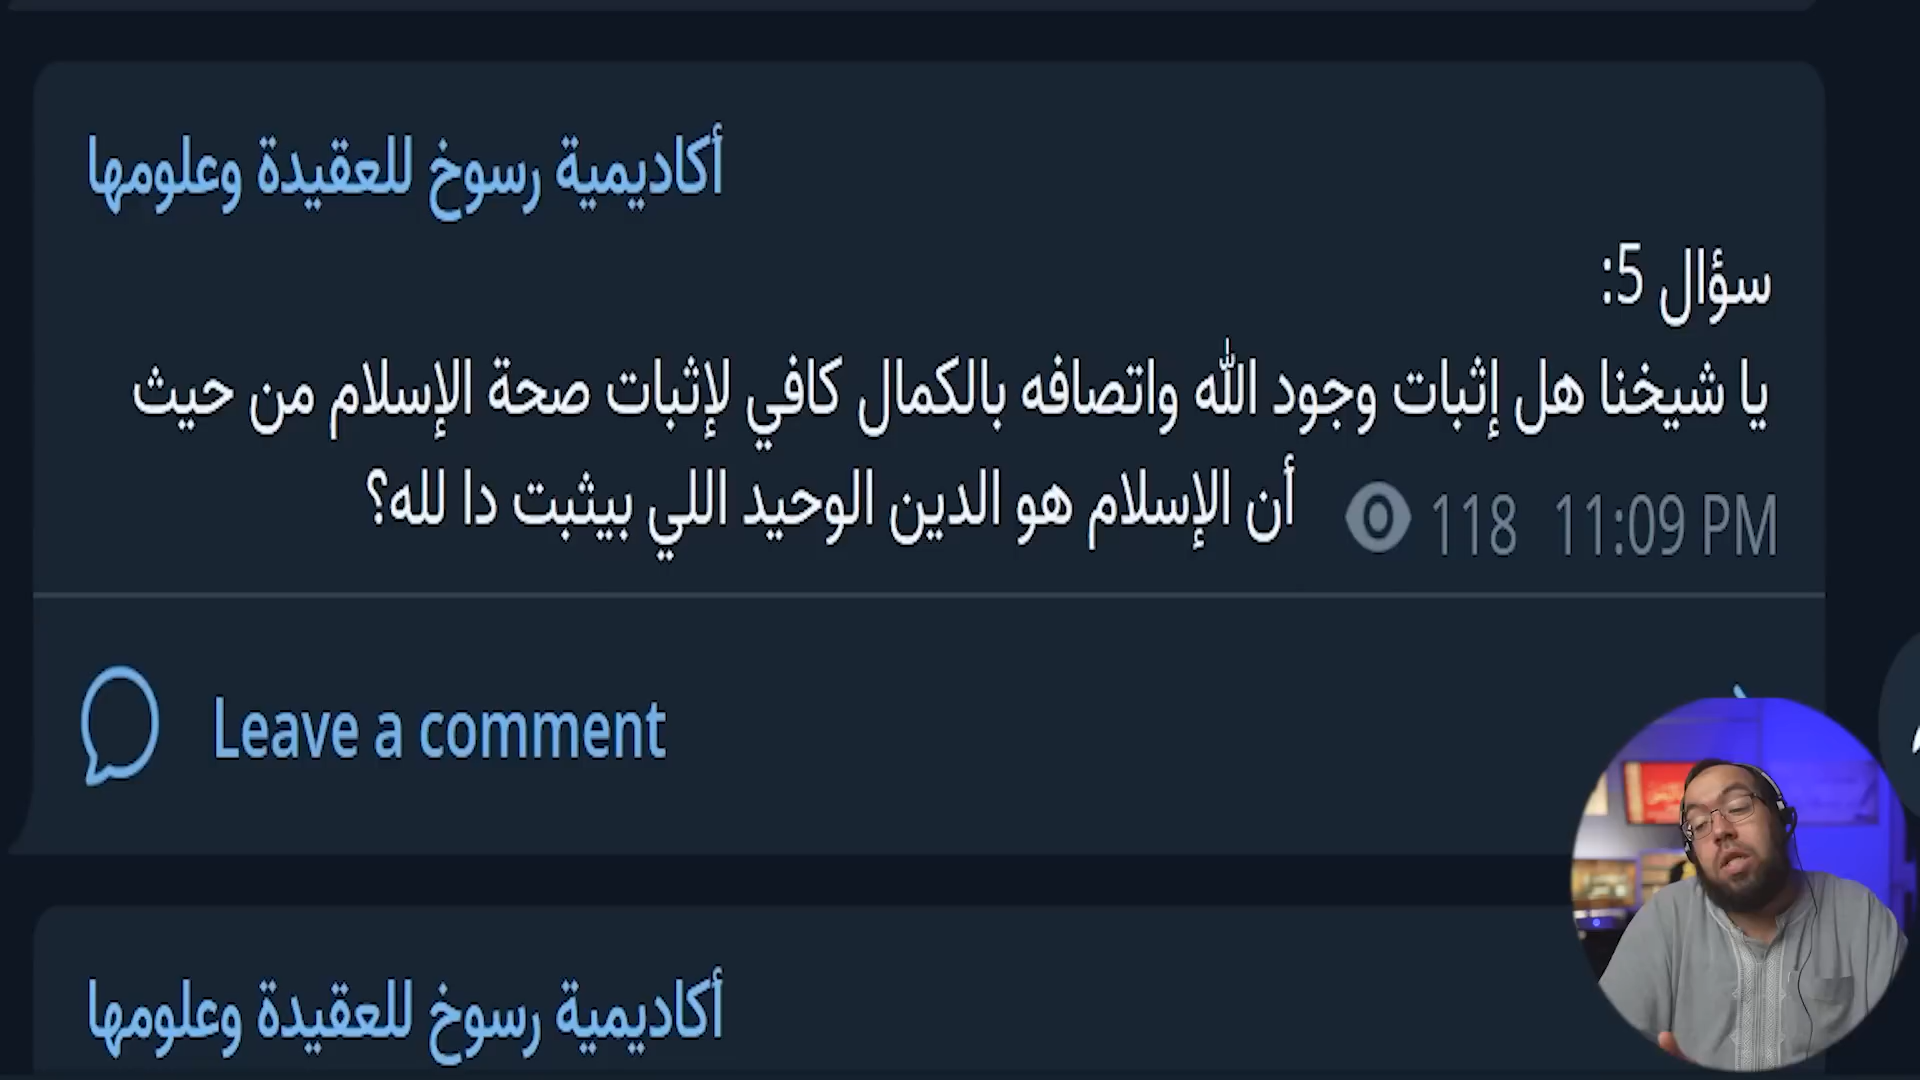 أكاديمية رسوخ للعقيدة وعلومها
سؤال 5:
يا شيخنا هل إثبات وجود الله واتصافه بالكمال كافي لإثبات صحة الإسلام من حيث
أن الإسلام هو الدين الوحيد اللي بيثبت دا لله؟
118 11:09 PM
Leave a comment
أكاديمية رسوخ للعقيدة وعلومها